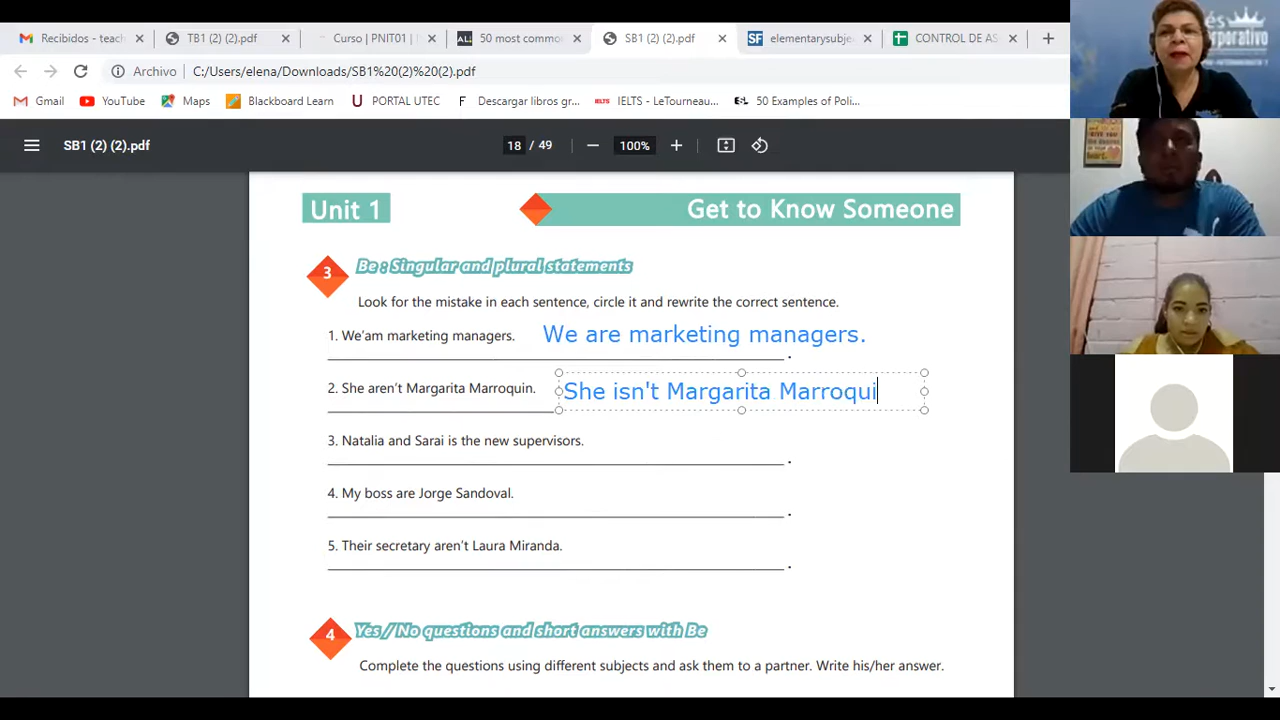 Recibidos - teach
TB1 (2) (2).pdf
Curso | PNIT01 |
50 most commo
SB1 (2) (2).pdf
SF elementarysubje
CONTROL DE AS
Archivo C:/Users/elena/Downloads/SB1%20(2)%20(2).pdf
Gmail
YouTube
Maps
Blackboard Learn
PORTAL UTEC
Descargar libros gr...
IELTS - LeTourneau...
50 Examples of Poli...
SB1 (2) (2).pdf
18 / 49
100%
Unit 1
Get to Know Someone
3
Be : Singular and plural statements
Look for the mistake in each sentence, circle it and rewrite the correct sentence.
1. We'am marketing managers. We are marketing managers.
2. She aren't Margarita Marroquin. She isn't Margarita Marroqui
3. Natalia and Sarai is the new supervisors.
4. My boss are Jorge Sandoval.
5. Their secretary aren't Laura Miranda.
4
Yes / No questions and short answers with Be
Complete the questions using different subjects and ask them to a partner. Write his/her answer.